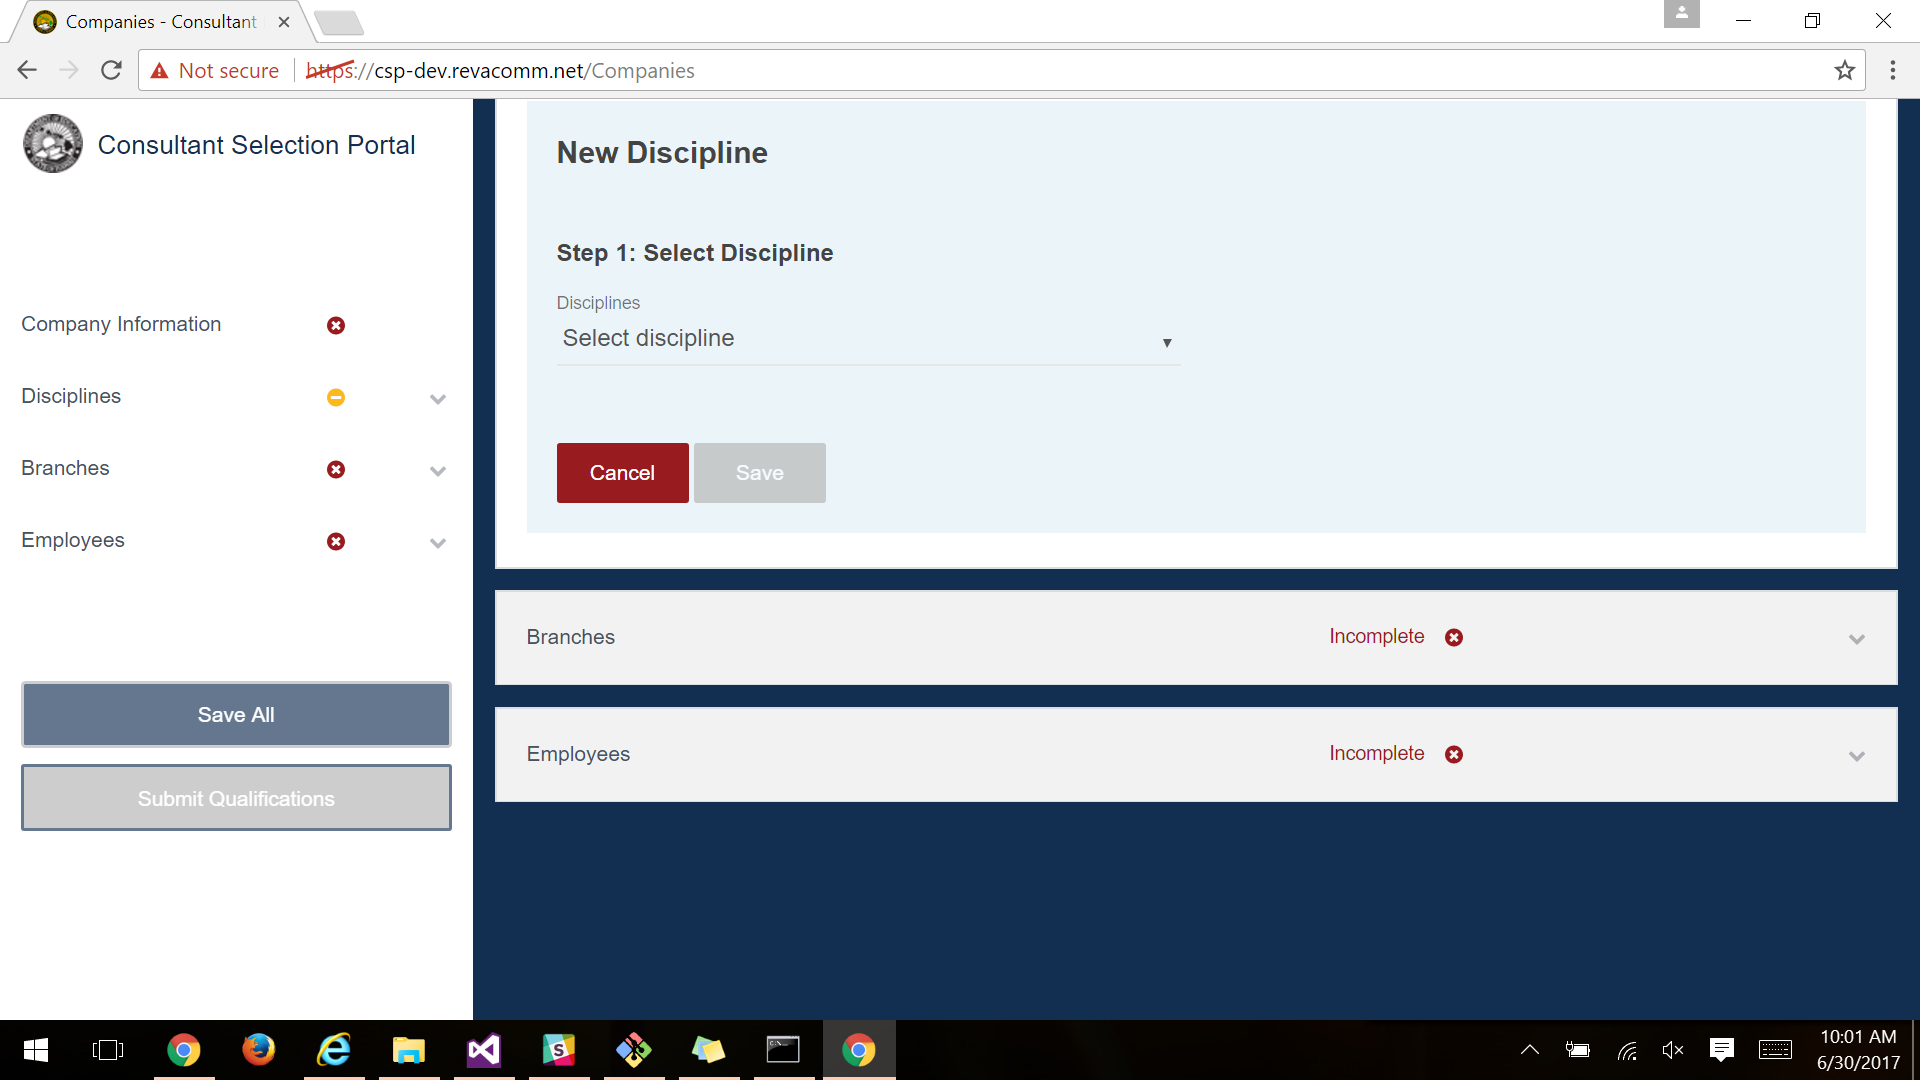 Companies - Consultant
Not secure
https://csp-dev.revacomm.net/Companies
Consultant Selection Portal
Company Information
Disciplines
Branches
Employees
Save All
Submit Qualifications
New Discipline
Step 1: Select Discipline
Disciplines
Select discipline
Cancel
Save
Branches
Incomplete
Employees
Incomplete
10:01 AM
6/30/2017